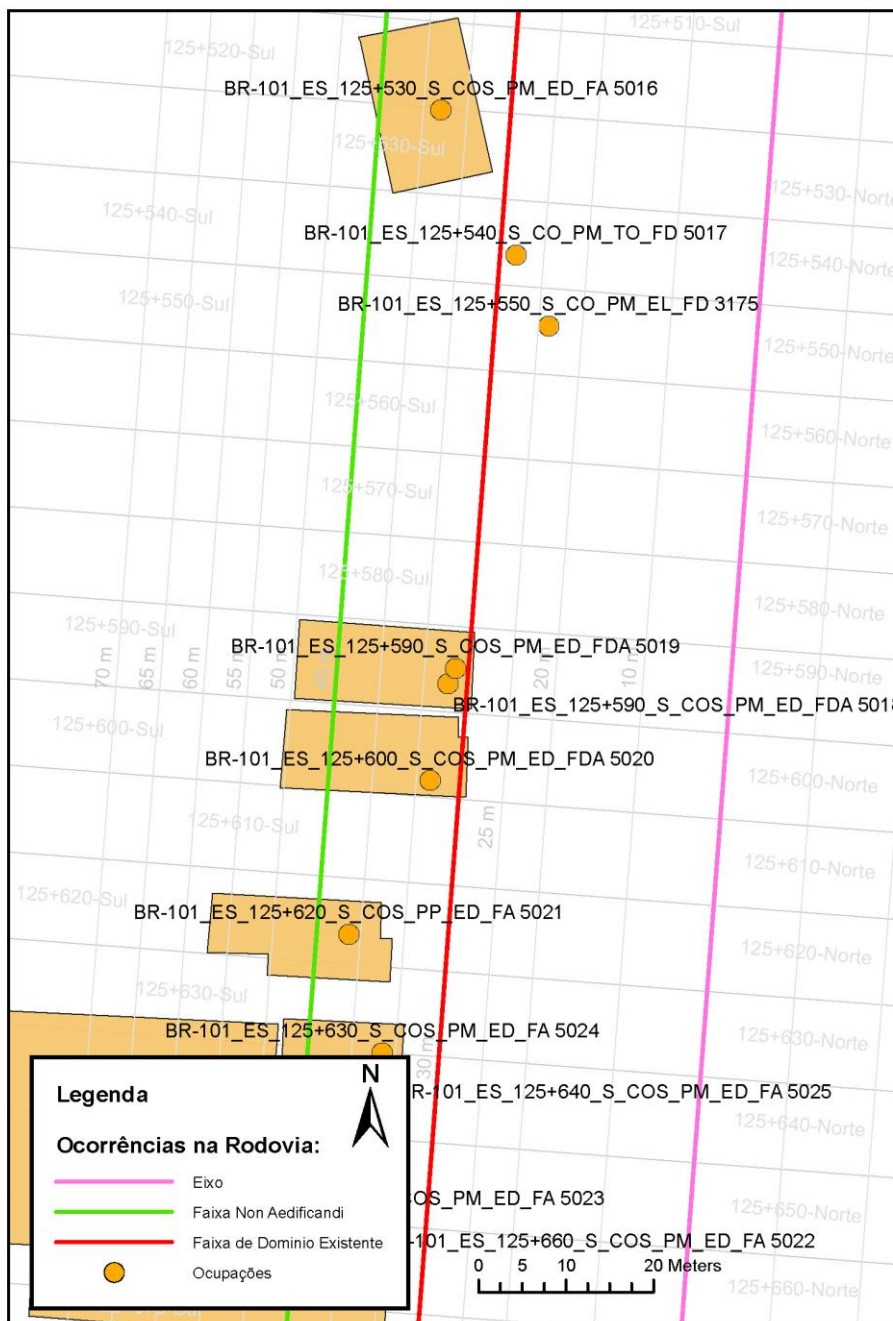 125+510-Sul
125+520-Sul
BR-101_ES_125+530_S_COS_PM_ED_FA 5016
125+530-Sul
125+530-Norte
125+540-Sul
BR-101_ES_125+540_S_CO_PM_TO_FD 5017
125+540-Norte
125+550-Sul
BR-101_ES_125+550_S_CO_PM_EL_FD 3175
125+550-Norte
125+560-Sul
125+560-Norte
125+570-Sul
125+570-Norte
125+580-Sul
125+580-Norte
125+590-Sul
BR-101_ES_125+590_S_COS_PM_ED_FDA 5019
125+590-Norte
70 m
65 m
60 m
55 m
50 m
20 m
10 m
BR-101_ES_125+590_S_COS_PM_ED_FDA 5018
125+600-Sul
BR-101_ES_125+600_S_COS_PM_ED_FDA 5020
125+600-Norte
25 m
125+610-Sul
125+610-Norte
125+620-Sul
BR-101_ES_125+620_S_COS_PP_ED_FA 5021
125+620-Norte
125+630-Sul
BR-101_ES_125+630_S_COS_PM_ED_FA 5024
125+630-Norte
30 m
BR-101_ES_125+640_S_COS_PM_ED_FA 5025
125+640-Norte
COS_PM_ED_FA 5023
125+650-Norte
-101_ES_125+660_S_COS_PM_ED_FA 5022
125+660-Norte
Legenda
N
Ocorrências na Rodovia:
Eixo
Faixa Non Aedificandi
Faixa de Dominio Existente
Ocupações
0 5 10 20 Meters